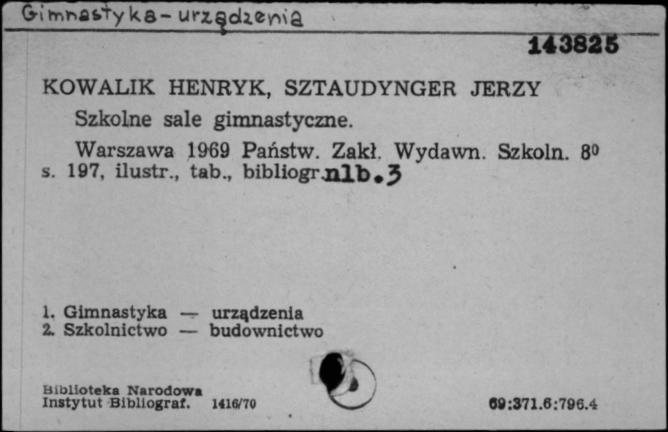 Gimnastyka - urządzenia
143825
KOWALIK HENRYK, SZTAUDYNGER JERZY
Szkolne sale gimnastyczne.
Warszawa 1969 Państw. Zakł. Wydawn. Szkoln. 8⁰
s. 197, ilustr., tab., bibliogr. nlb. 3
1. Gimnastyka — urządzenia
2. Szkolnictwo — budownictwo
Biblioteka Narodowa
Instytut Bibliograf. 1416/70
69:371.6:796.4